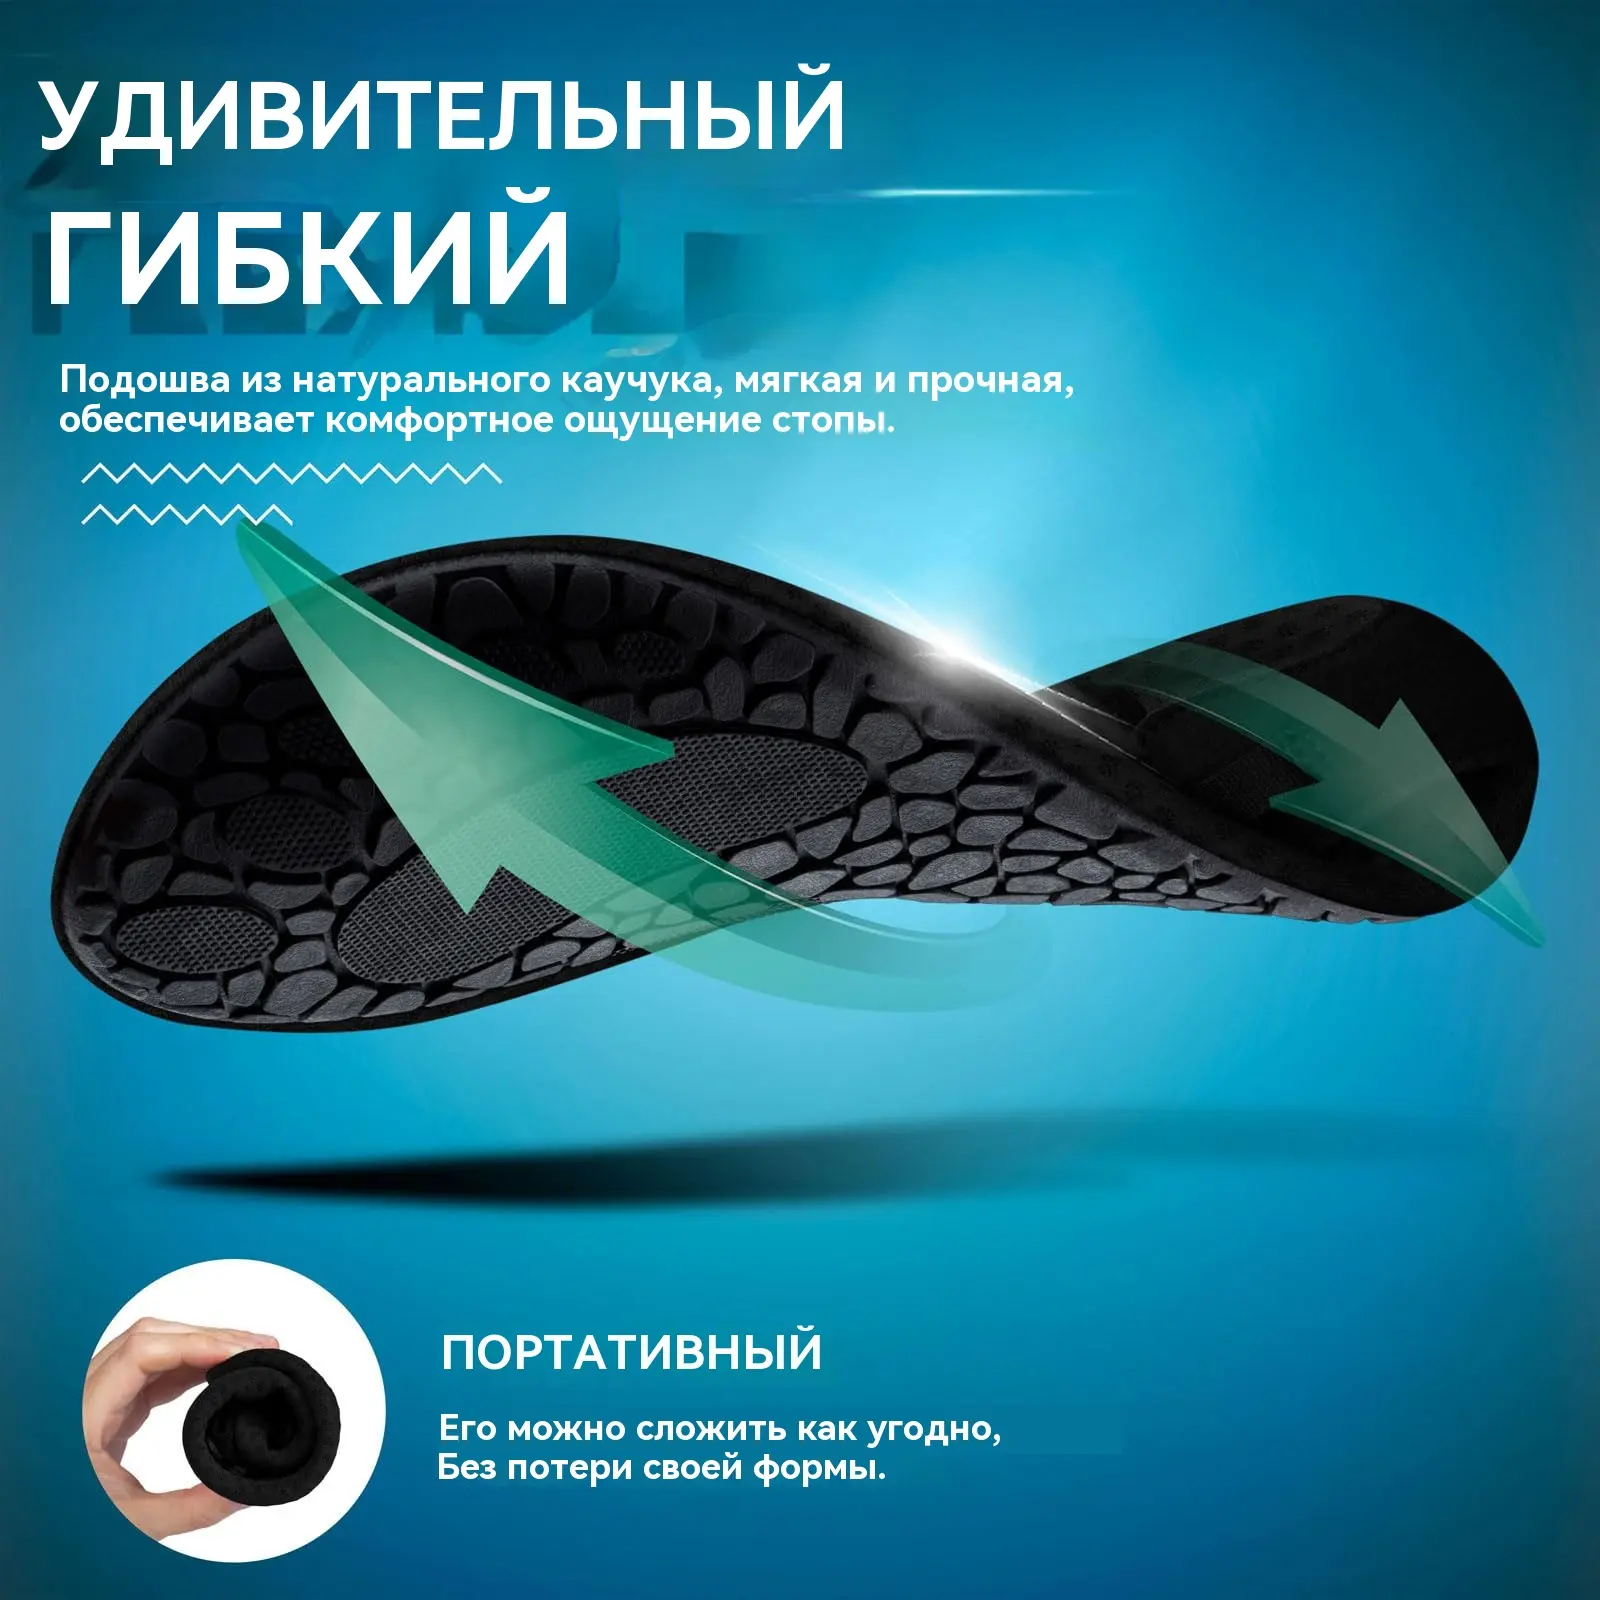 УДИВИТЕЛЬНЫЙ
ГИБКИЙ
Подошва из натурального каучука, мягкая и прочная,
обеспечивает комфортное ощущение стопы.
ПОРТАТИВНЫЙ
Его можно сложить как угодно,
Без потери своей формы.